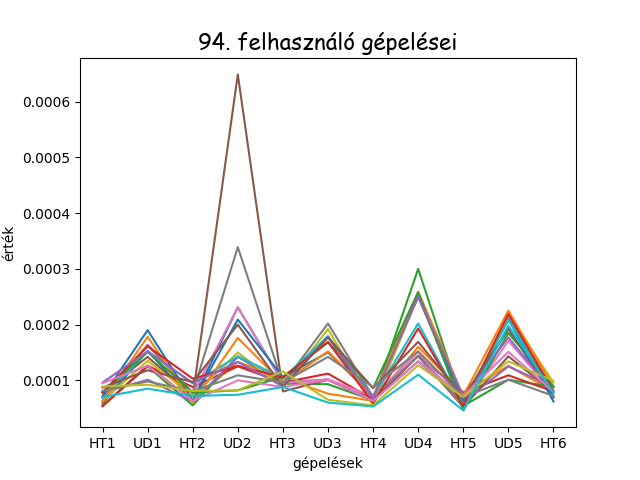 94. felhasználó gépelései
érték
0.0006
0.0005
0.0004
0.0003
0.0002
0.0001
HT1 UD1 HT2 UD2 HT3 UD3 HT4 UD4 HT5 UD5 HT6
gépelések